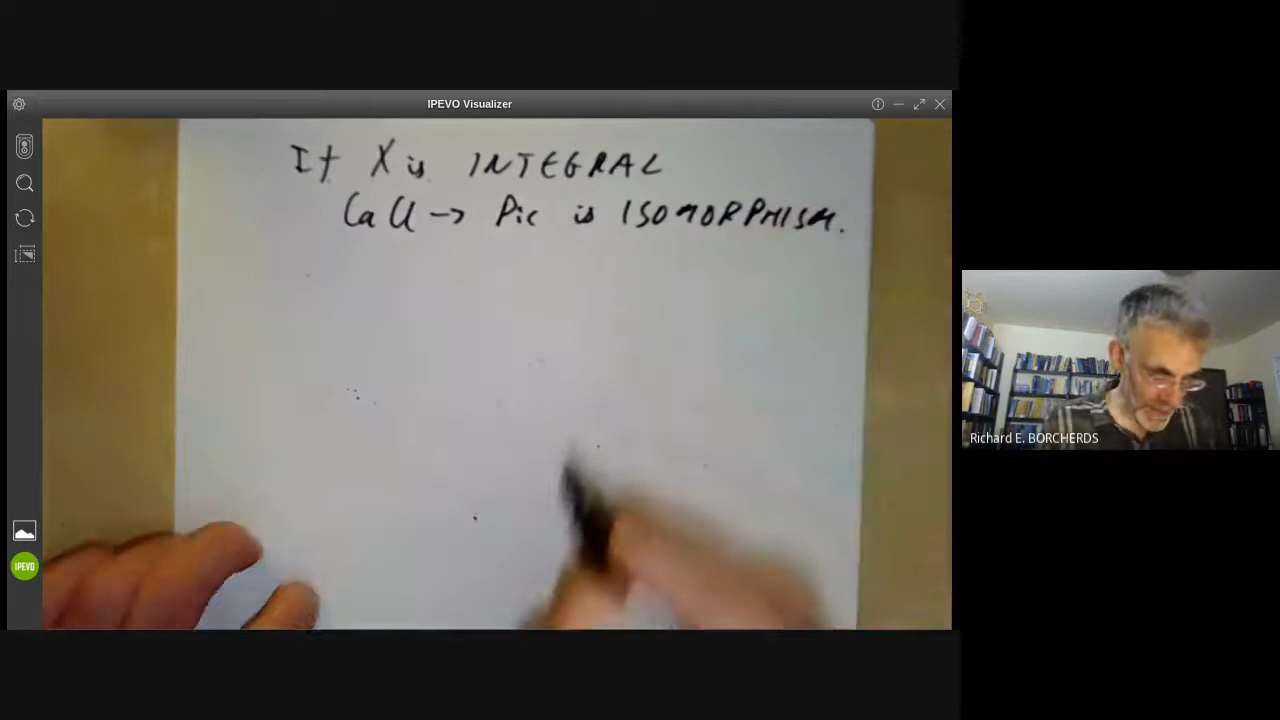 IPEVO Visualizer
If X is INTEGRAL
CaCl → Pic is ISOMORPHISM.
IPEVO
Richard E. BORCHERDS